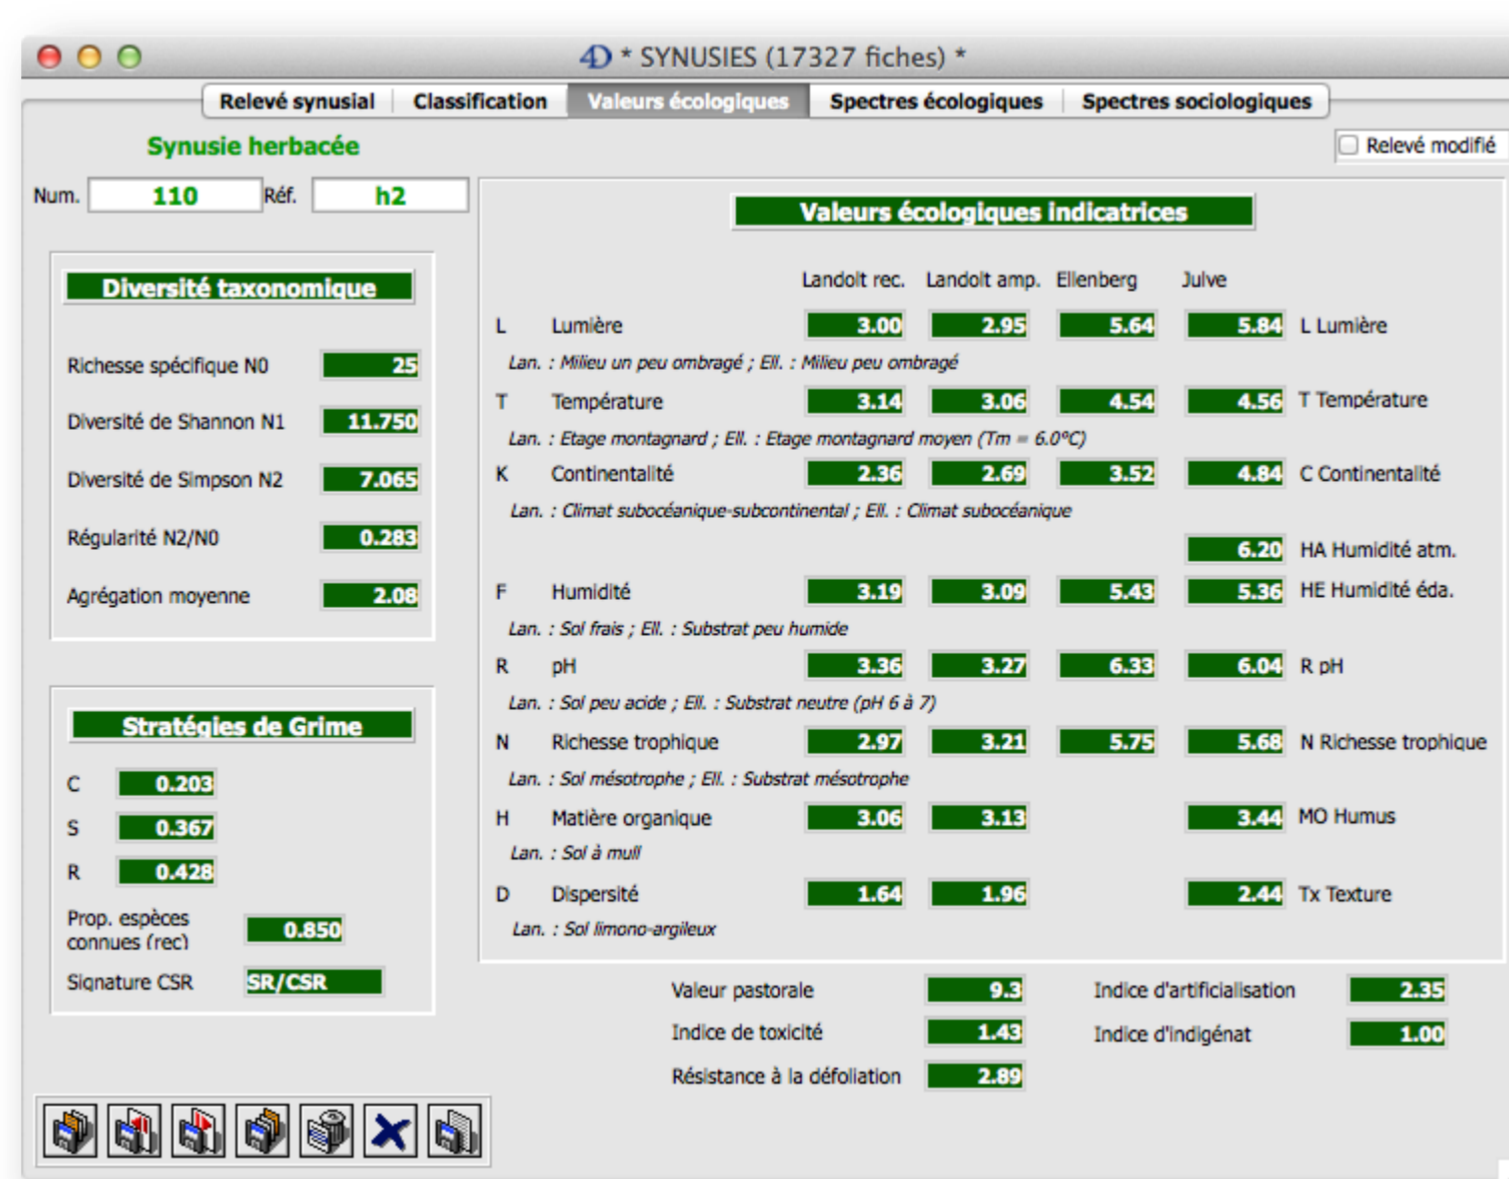 4D * SYNUSIES (17327 fiches) *
Relevé synusial Classification Valeurs écologiques Spectres écologiques Spectres sociologiques
Synusie herbacée
Relevé modifié
Num. 110 Réf. h2
Diversité taxonomique
Richesse spécifique N0 25
Diversité de Shannon N1 11.750
Diversité de Simpson N2 7.065
Régularité N2/N0 0.283
Agrégation moyenne 2.08
Stratégies de Grime
C 0.203
S 0.367
R 0.428
Prop. espèces
connues (rec) 0.850
Signature CSR SR/CSR
Valeurs écologiques indicatrices
Landolt rec. Landolt amp. Ellenberg Julve
L Lumière 3.00 2.95 5.64 5.84 L Lumière
Lan. : Milieu un peu ombragé ; Ell. : Milieu peu ombragé
T Température 3.14 3.06 4.54 4.56 T Température
Lan. : Etage montagnard ; Ell. : Etage montagnard moyen (Tm = 6.0°C)
K Continentalité 2.36 2.69 3.52 4.84 C Continentalité
Lan. : Climat subocéanique-subcontinental ; Ell. : Climat subocéanique
6.20 HA Humidité atm.
F Humidité 3.19 3.09 5.43 5.36 HE Humidité éda.
Lan. : Sol frais ; Ell. : Substrat peu humide
R pH 3.36 3.27 6.33 6.04 R pH
Lan. : Sol peu acide ; Ell. : Substrat neutre (pH 6 à 7)
N Richesse trophique 2.97 3.21 5.75 5.68 N Richesse trophique
Lan. : Sol mésotrophe ; Ell. : Substrat mésotrophe
H Matière organique 3.06 3.13 3.44 MO Humus
Lan. : Sol à mull
D Dispersité 1.64 1.96 2.44 Tx Texture
Lan. : Sol limono-argileux
Valeur pastorale 9.3 Indice d'artificialisation 2.35
Indice de toxicité 1.43 Indice d'indigénat 1.00
Résistance à la défoliation 2.89